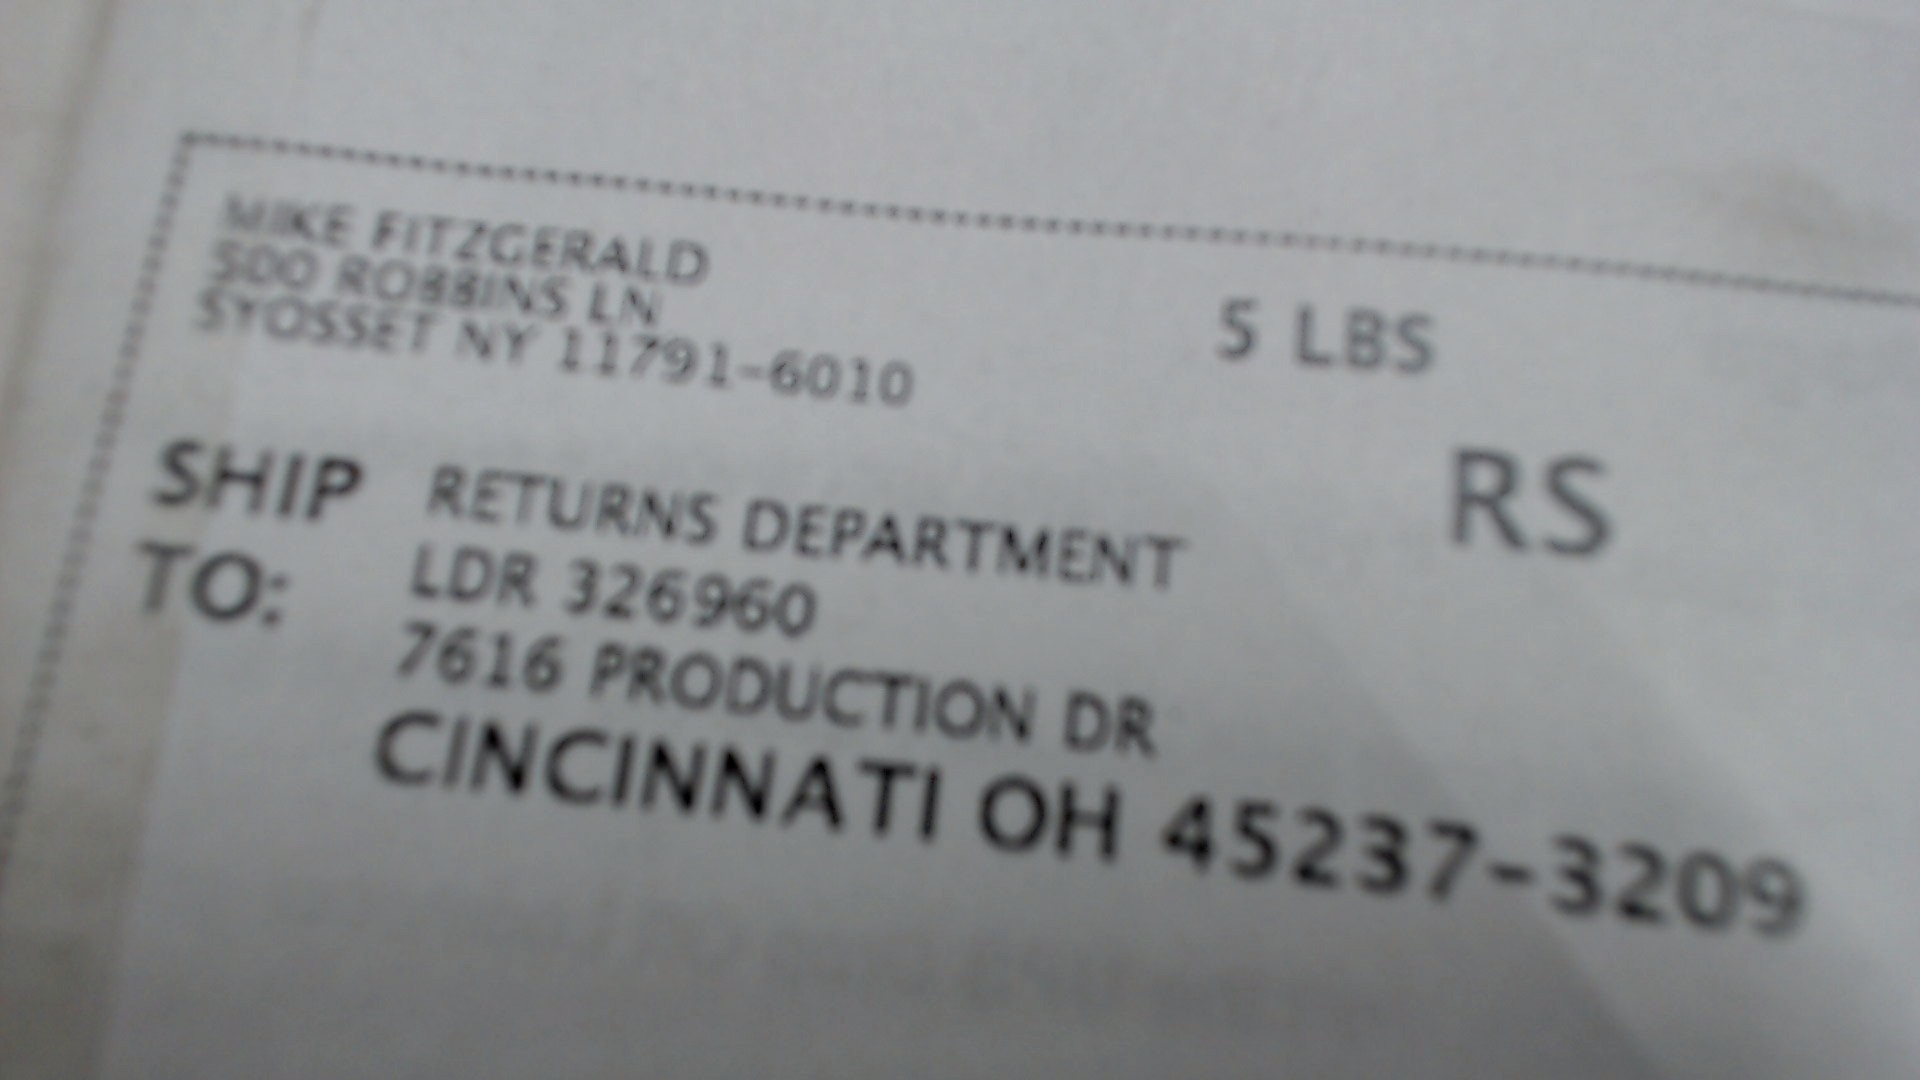 MIKE FITZGERALD
500 ROBBINS LN
SYOSSET NY 11791-6010
5 LBS
RS
SHIP TO:
RETURNS DEPARTMENT
LDR 326960
7616 PRODUCTION DR
CINCINNATI OH 45237-3209